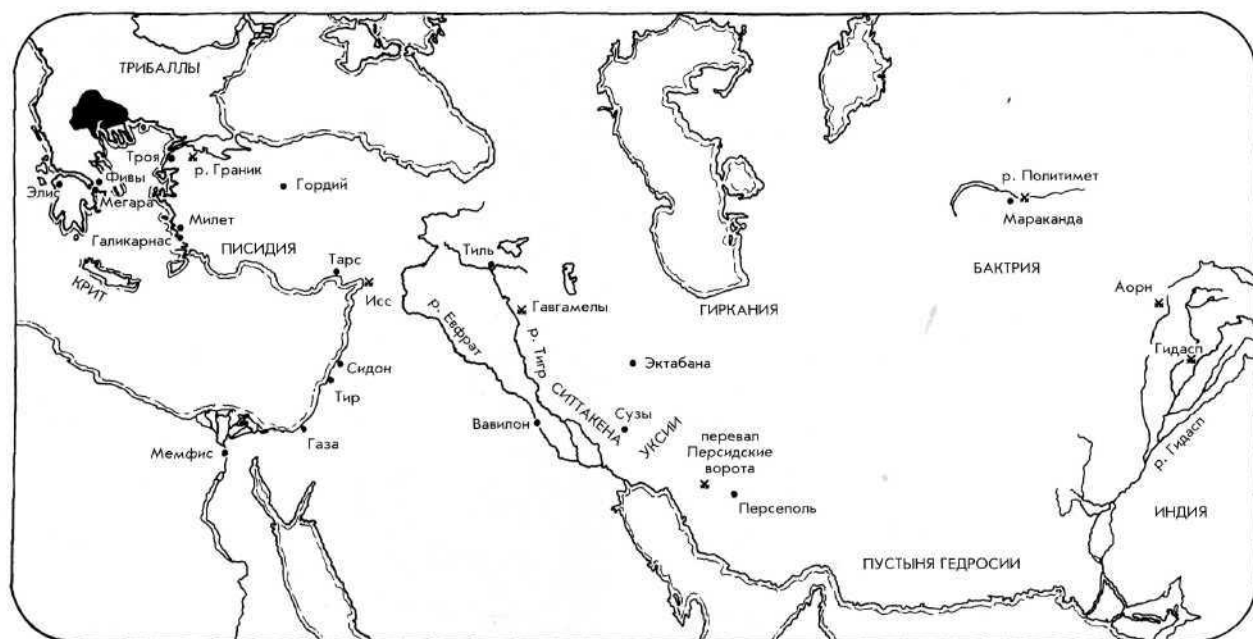 ТРИБАЛЛЫ
Троя
р. Граник
Гордий
Элис
Фивы
Мегара
Милет
Галикарнас
ПИСИДИЯ
КРИТ
Тарс
Исс
Тиль
р. Евфрат
р. Тигр
Гавгамелы
ГИРКАНИЯ
р. Политимет
Мараканда
БАКТРИЯ
Аорн
Гидасп
р. Гидасп
ИНДИЯ
Сидон
Тир
Газа
Мемфис
Вавилон
Эктабана
СИТТАКЕНА
Сузы
УКСИИ
перевал
Персидские
ворота
Персеполь
ПУСТЫНЯ ГЕДРОСИИ